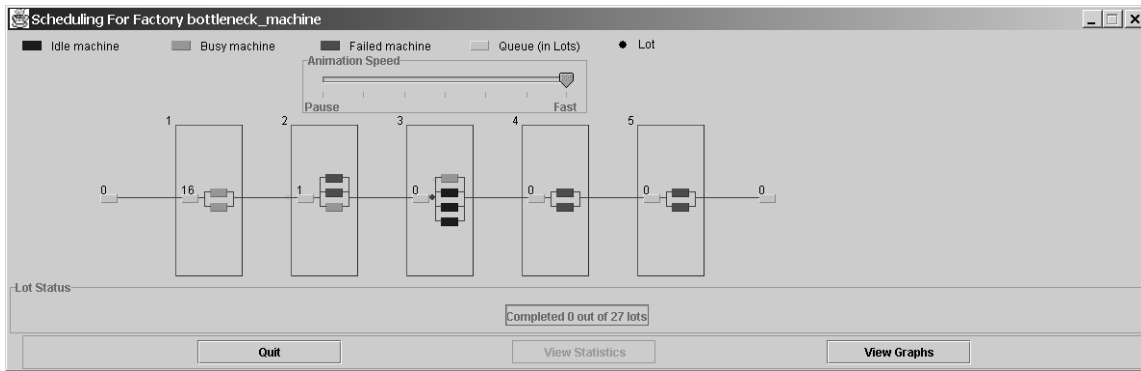 Scheduling For Factory bottleneck_machine
Idle machine Busy machine Failed machine Queue (in Lots) Lot
Animation Speed
Pause Fast
1 2 3 4 5
0 16 1 0 0 0 0
Lot Status
Completed 0 out of 27 lots
Quit View Statistics View Graphs